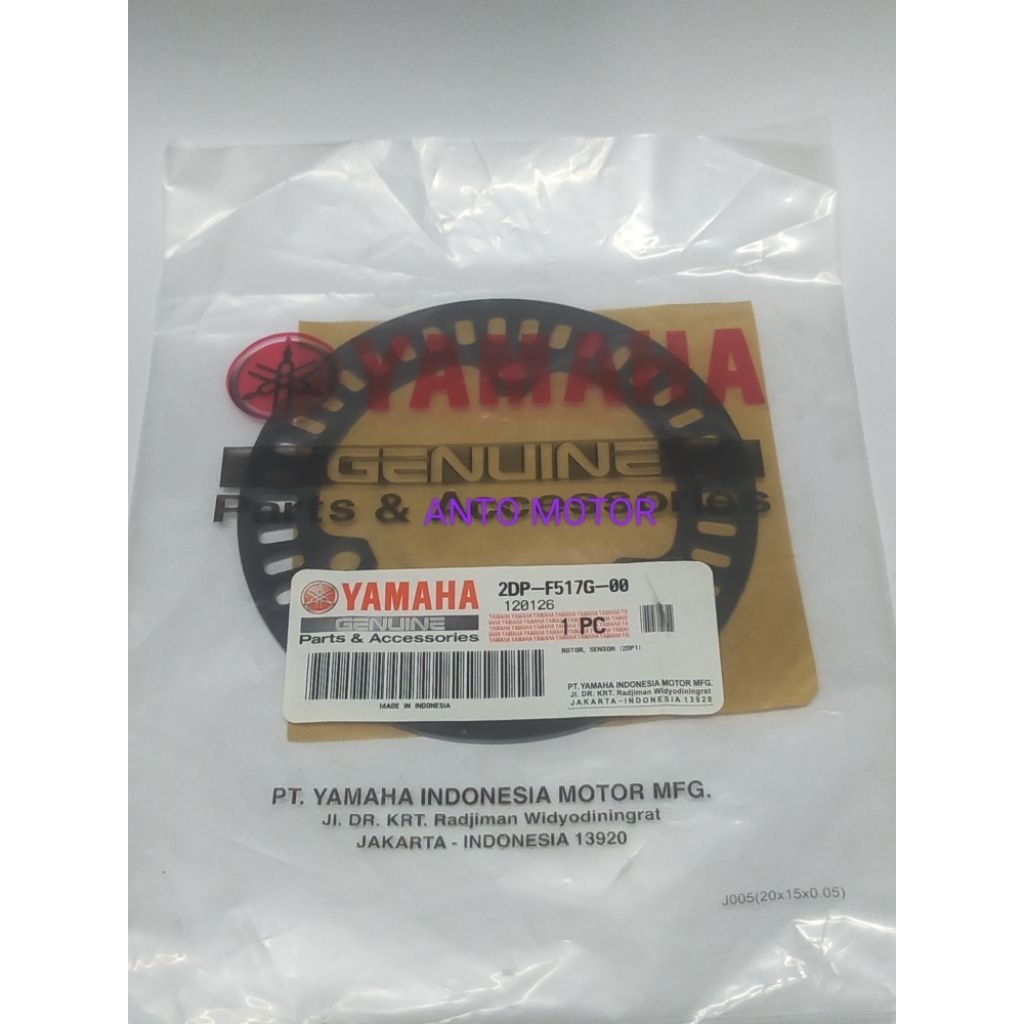 YAMAHA
GENUINE
Parts & Accessories
ANTO MOTOR
YAMAHA
GENUINE
Parts & Accessories
2DP-F517G-00
120126
1 PC
ROTOR, SENSOR (2DP1)
MADE IN INDONESIA
PT. YAMAHA INDONESIA MOTOR MFG.
Jl. DR. KRT. Radjiman Widyodiningrat
JAKARTA-INDONESIA 13920
PT. YAMAHA INDONESIA MOTOR MFG.
Jl. DR. KRT. Radjiman Widyodiningrat
JAKARTA - INDONESIA 13920
J005(20x15x0.05)